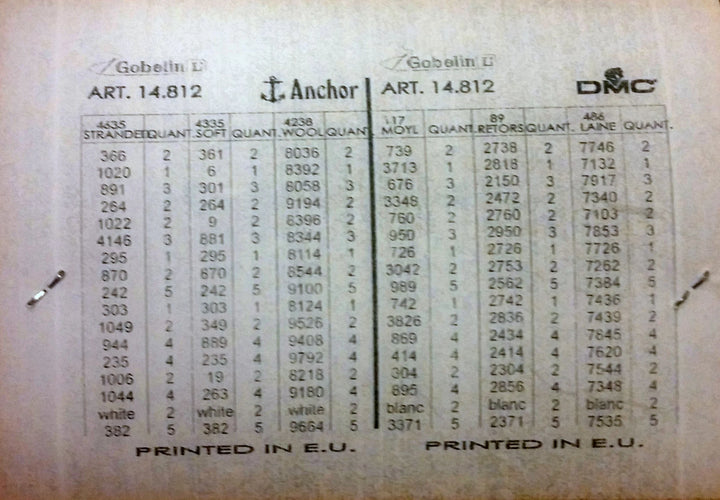 Gobelin L
ART. 14.812 Anchor
4635 4335 4238
STRANDED QUANT. SOFT QUANT. WOOL QUANT.
366 2 361 2 8036 2
1020 1 6 1 8392 1
891 3 301 3 8058 3
264 2 264 2 9194 2
1022 2 9 2 8396 2
4146 3 881 3 8344 3
295 1 295 1 8114 1
870 2 870 2 8544 2
242 5 242 5 9100 5
303 1 303 1 8124 1
1049 2 349 2 9526 2
944 4 889 4 9408 4
235 4 235 4 9792 4
1006 2 19 2 8218 2
1044 4 263 4 9180 4
white 2 white 2 white 2
382 5 382 5 9664 5
PRINTED IN E.U.
Gobelin L
ART. 14.812 DMC
117 89 486
MOYL QUANT. RETORS QUANT. LAINE QUANT.
739 2 2738 2 7746 2
3713 1 2818 1 7132 1
676 3 2150 3 7917 3
3348 2 2472 2 7340 2
760 2 2760 2 7103 2
950 3 2950 3 7853 3
726 1 2726 1 7726 1
3042 2 2753 2 7262 2
989 5 2562 5 7384 5
742 1 2742 1 7436 1
3826 2 2836 2 7439 2
869 4 2434 4 7845 4
414 4 2414 4 7620 4
304 2 2304 2 7544 2
895 4 2856 4 7348 4
blanc 2 blanc 2 blanc 2
3371 5 2371 5 7535 5
PRINTED IN E.U.